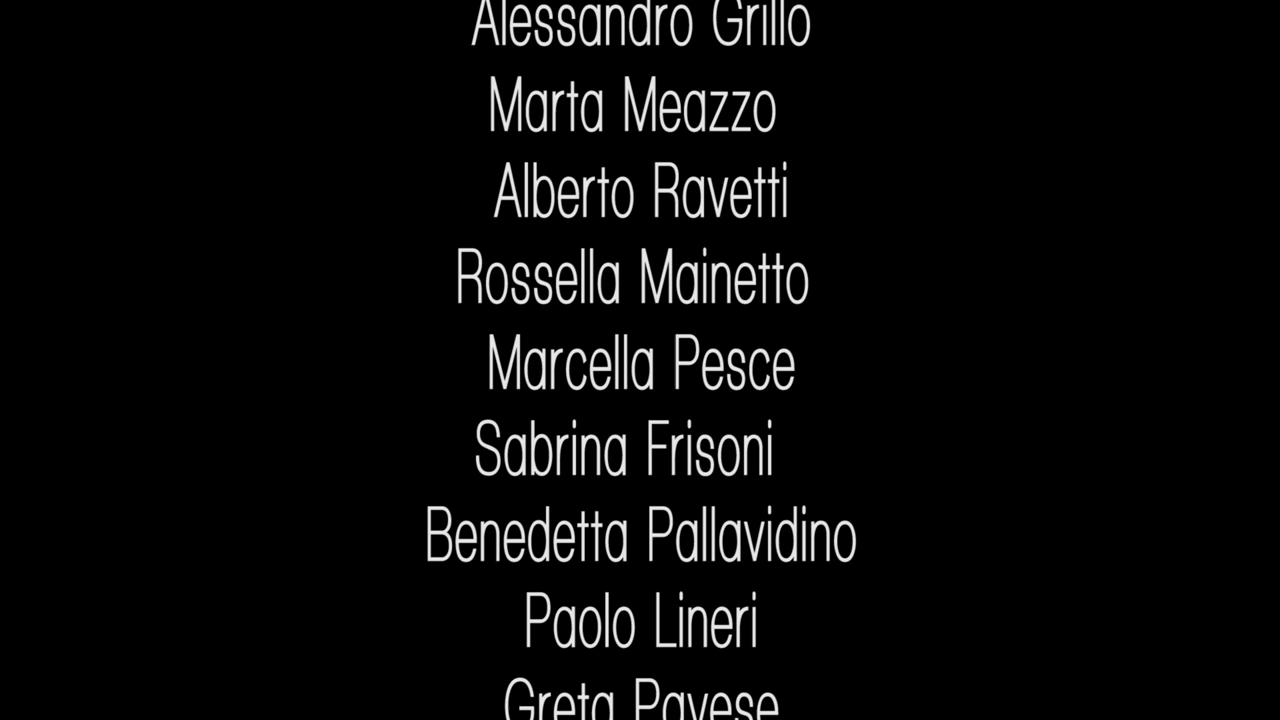 Alessandro Grillo
Marta Meazzo
Alberto Ravetti
Rossella Mainetto
Marcella Pesce
Sabrina Frisoni
Benedetta Pallavidino
Paolo Lineri
Greta Pavese